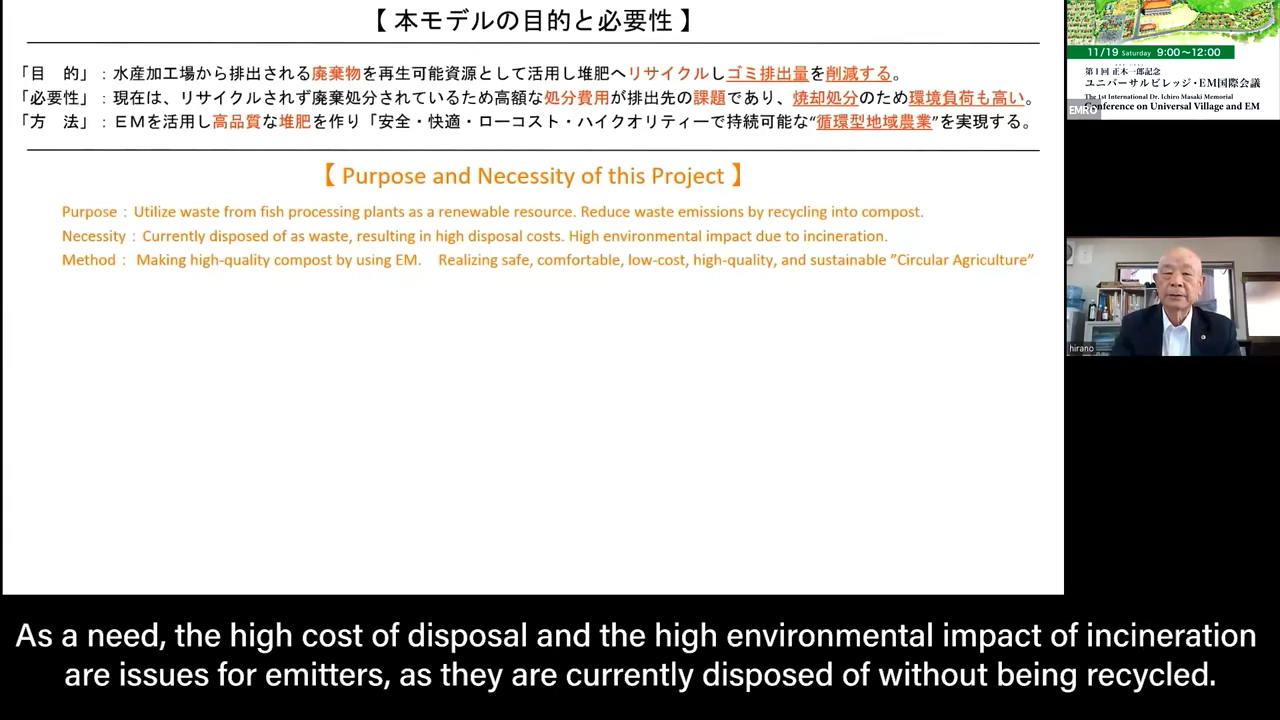 【 本モデルの目的と必要性 】
「目　的」：水産加工場から排出される廃棄物を再生可能資源として活用し堆肥へリサイクルしゴミ排出量を削減する。
「必要性」：現在は、リサイクルされず廃棄処分されているため高額な処分費用が排出先の課題であり、焼却処分のため環境負荷も高い。
「方　法」：ＥＭを活用し高品質な堆肥を作り「安全・快適・ローコスト・ハイクオリティーで持続可能な“循環型地域農業”を実現する。
【 Purpose and Necessity of this Project 】
Purpose： Utilize waste from fish processing plants as a renewable resource. Reduce waste emissions by recycling into compost.
Necessity： Currently disposed of as waste, resulting in high disposal costs. High environmental impact due to incineration.
Method： Making high-quality compost by using EM.　Realizing safe, comfortable, low-cost, high-quality, and sustainable ”Circular Agriculture”
11/19 Saturday 9:00～12:00
第1回 正木一郎記念
ユニバーサルビレッジ・EM国際会議
The 1st International Dr. Ichiro Masaki Memorial
Conference on Universal Village and EM
EMRO
hirano
As a need, the high cost of disposal and the high environmental impact of incineration
are issues for emitters, as they are currently disposed of without being recycled.